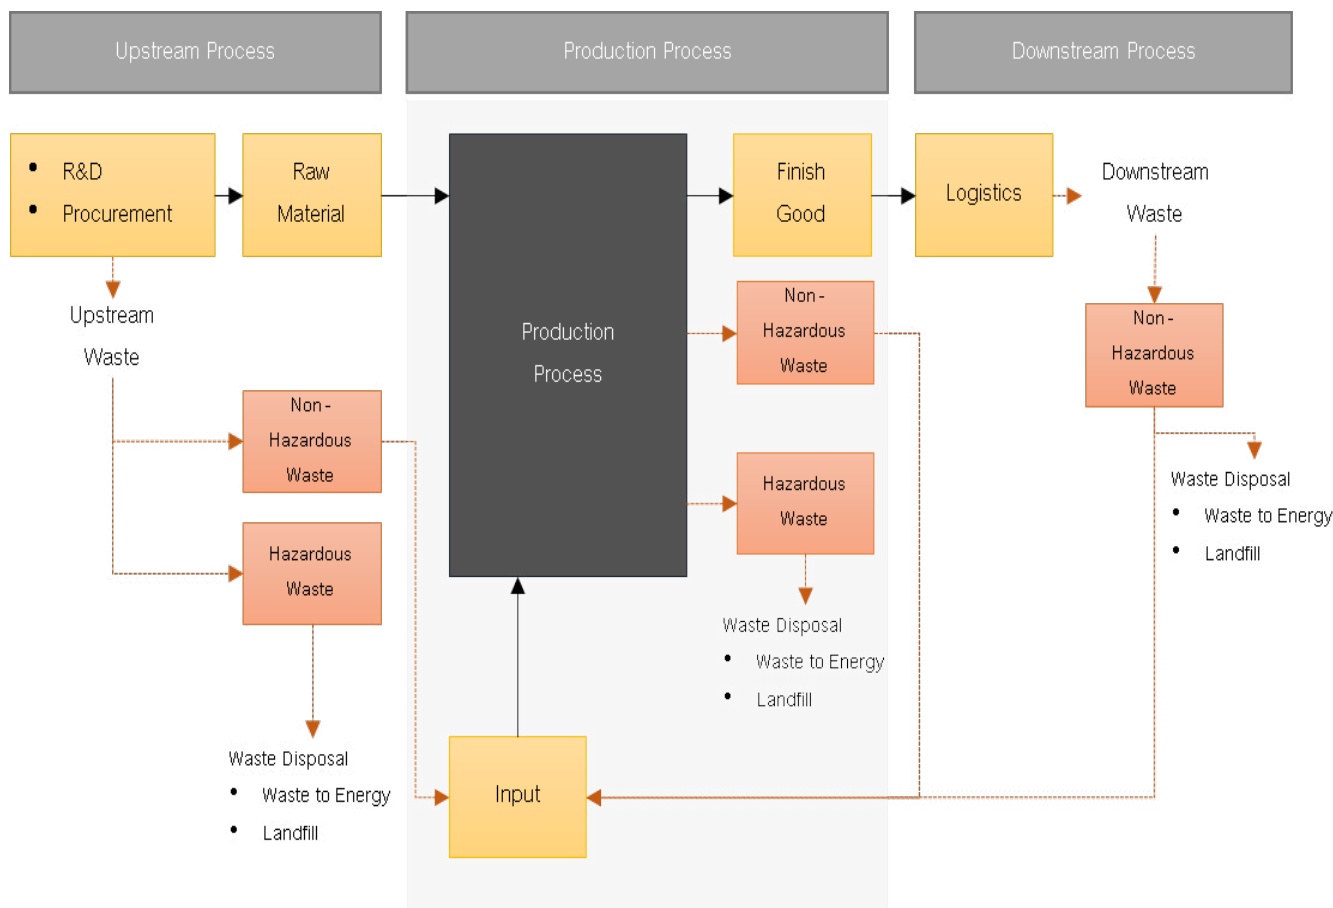 Upstream Process
Production Process
Downstream Process
• R&D
• Procurement
Raw
Material
Finish
Good
Logistics
Downstream
Waste
Upstream
Waste
Production
Process
Non-
Hazardous
Waste
Non-
Hazardous
Waste
Non-
Hazardous
Waste
Hazardous
Waste
Waste Disposal
• Waste to Energy
• Landfill
Hazardous
Waste
Waste Disposal
• Waste to Energy
• Landfill
Waste Disposal
• Waste to Energy
• Landfill
Input